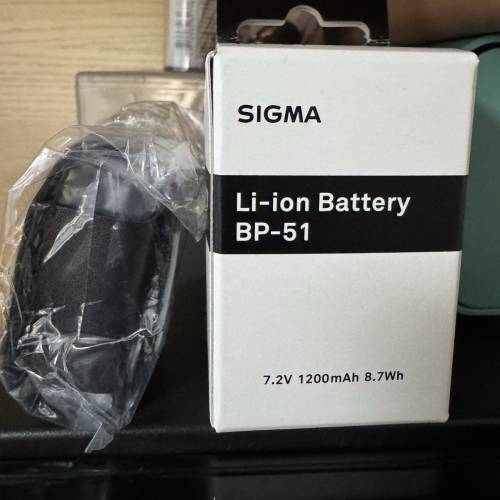 SIGMA
Li-ion Battery
BP-51
7.2V 1200mAh 8.7Wh